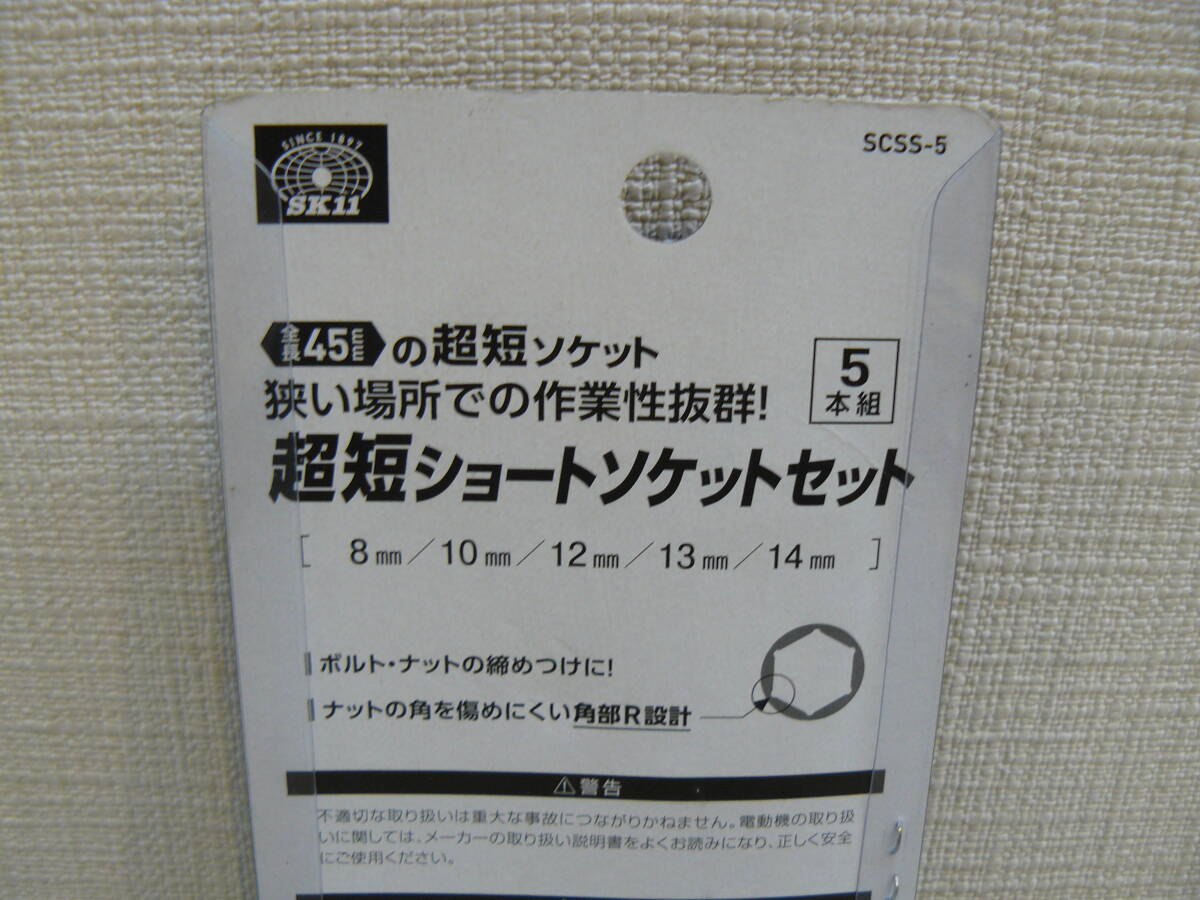 SINCE 1897
SK11
SCSS-5
全長45mmの超短ソケット
狭い場所での作業性抜群!
5
本組
超短ショートソケットセット
[ 8㎜/10㎜/12㎜/13㎜/14㎜ ]
ボルト・ナットの締めつけに!
ナットの角を傷めにくい角部R設計
⚠警告
不適切な取り扱いは重大な事故につながりかねません。電動機の取り扱
いに関しては、メーカーの取り扱い説明書をよくお読みになり、正しく安全
にご使用ください。